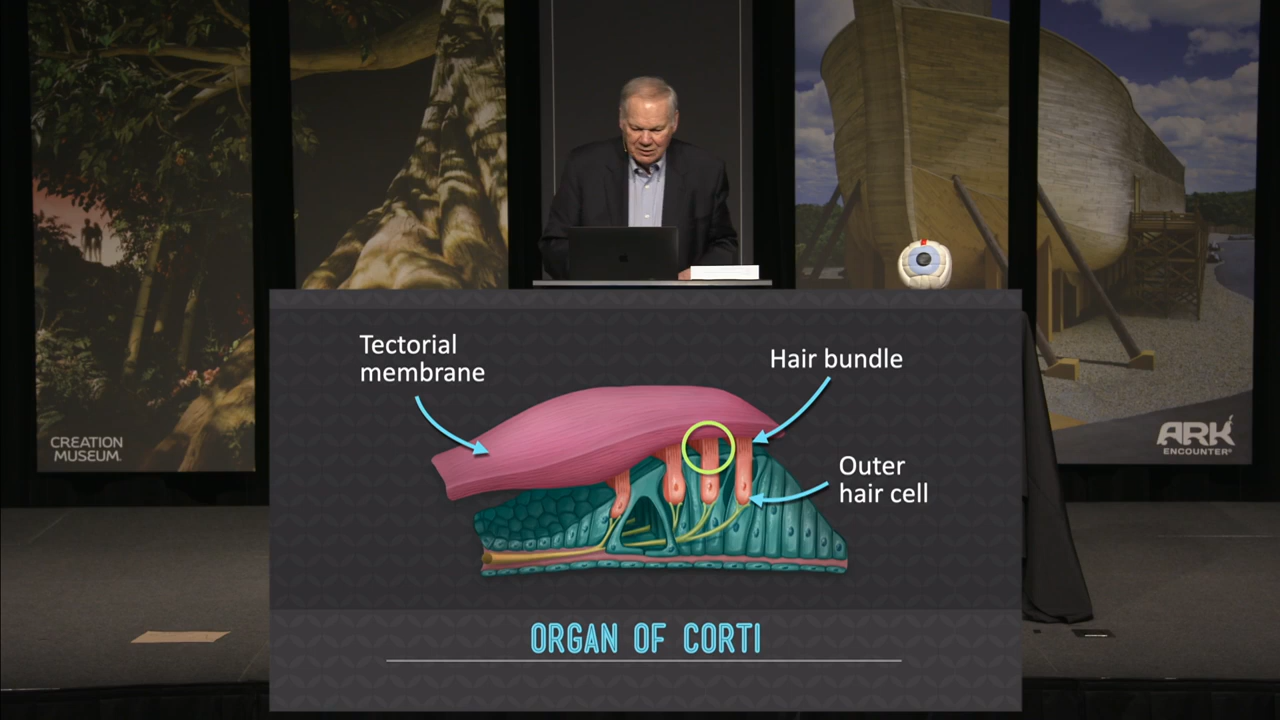 Tectorial
membrane
Hair bundle
Outer
hair cell
CREATION
MUSEUM
ARK
ENCOUNTER
ORGAN OF CORTI